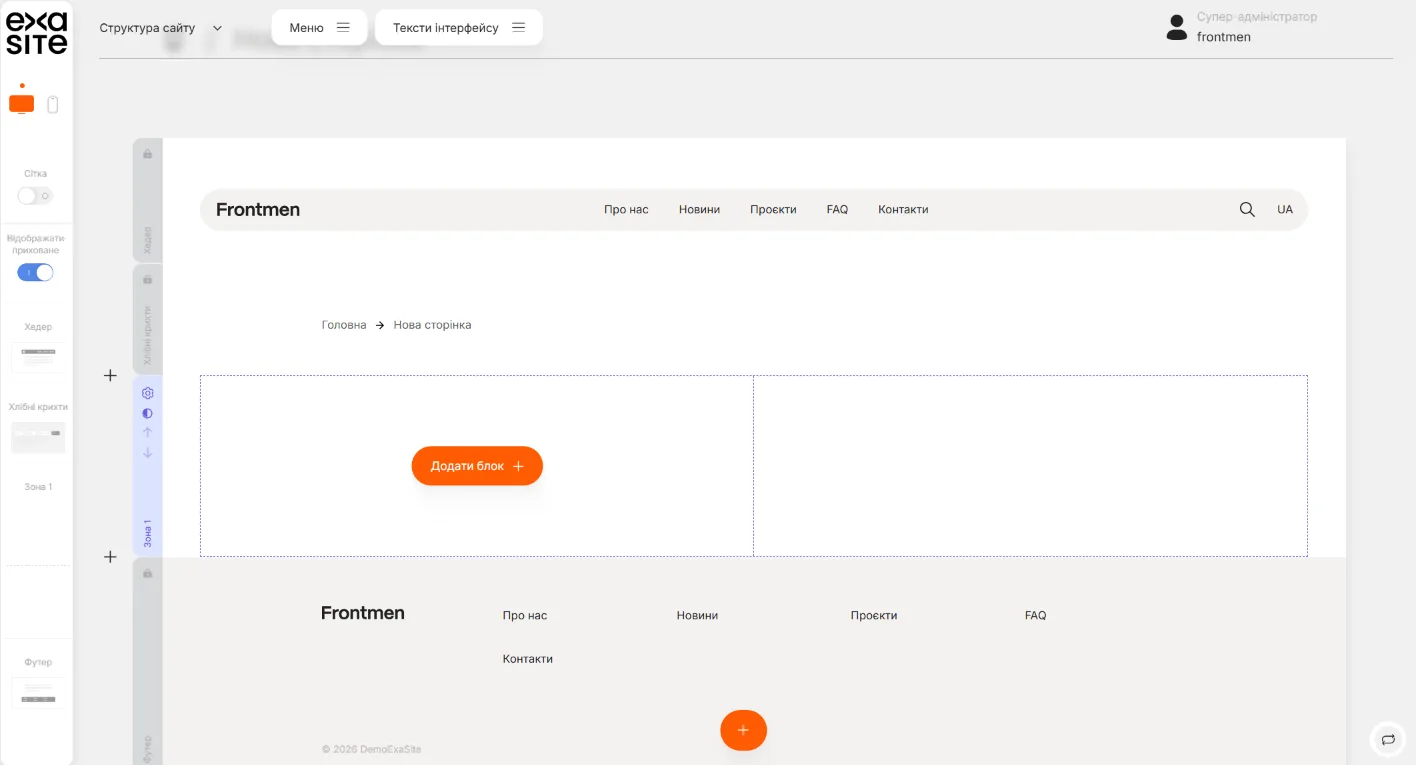 exa
site
Структура сайту
Меню
Тексти інтерфейсу
Супер-адміністратор
frontmen
Сітка
Відображати
приховане
Хедер
Хлібні крихти
Зона 1
Футер
Хедер
Хлібні крихти
Зона 1
Футер
Frontmen
Про нас
Новини
Проєкти
FAQ
Контакти
UA
Головна → Нова сторінка
Додати блок +
Frontmen
Про нас
Новини
Проєкти
FAQ
Контакти
© 2026 DemoExaSite